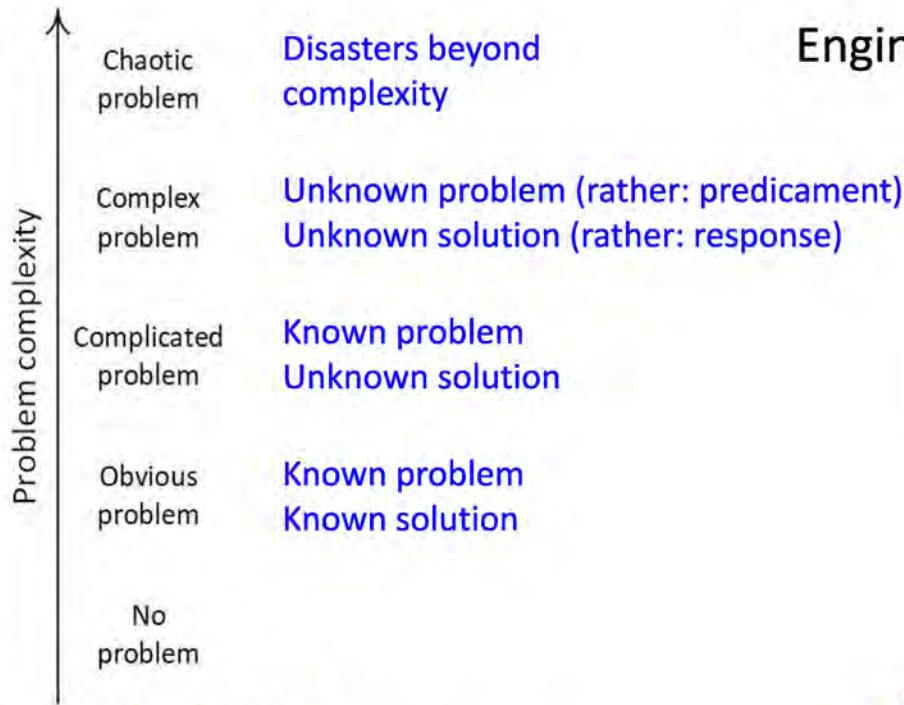 Engin
Chaotic
problem
Disasters beyond
complexity
Complex
problem
Unknown problem (rather: predicament)
Unknown solution (rather: response)
Complicated
problem
Known problem
Unknown solution
Obvious
problem
Known problem
Known solution
No
problem
Problem complexity